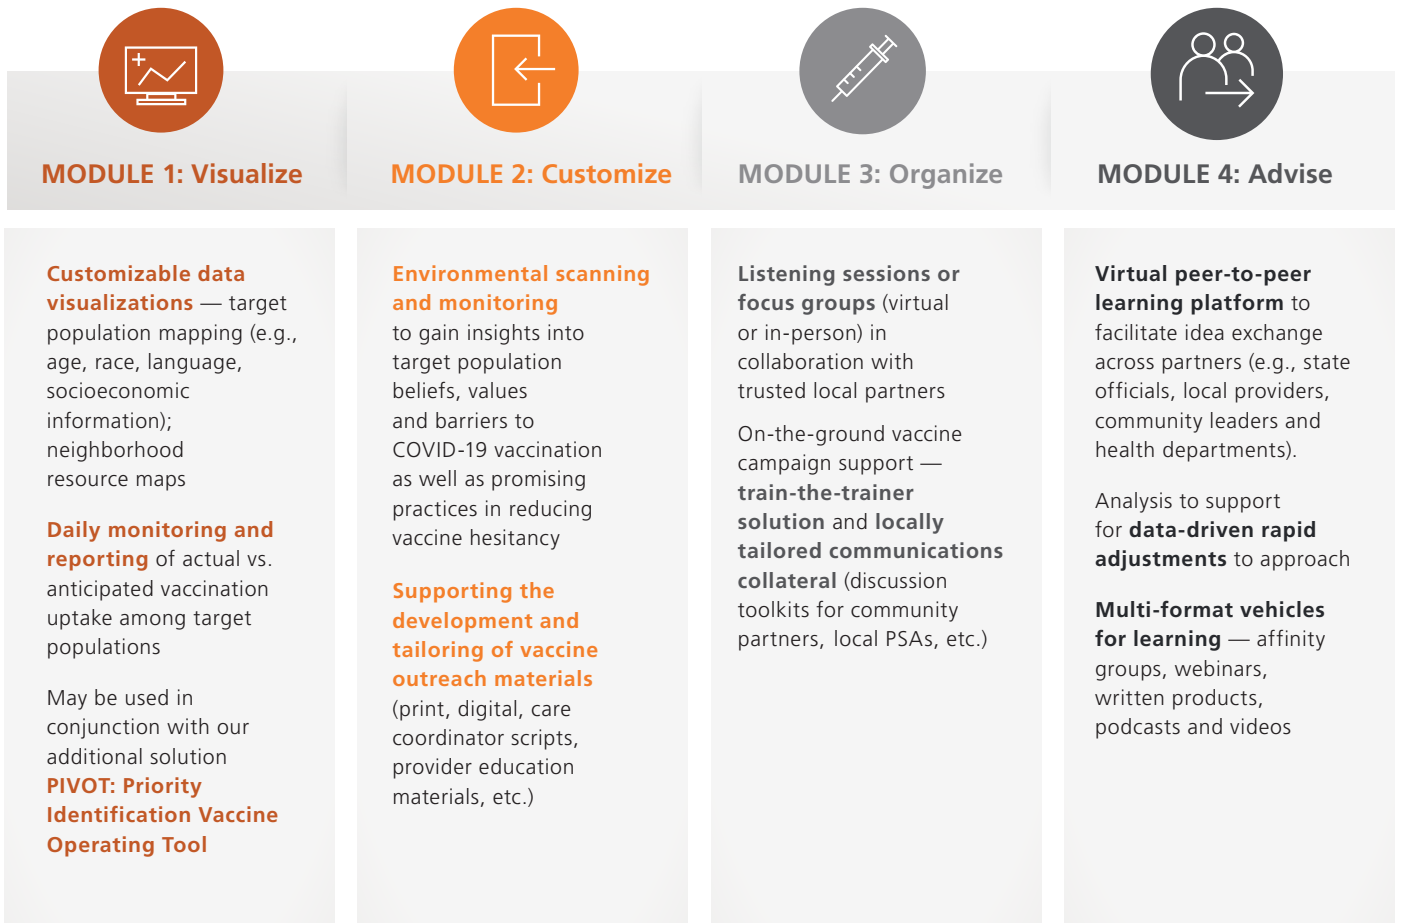 MODULE 1: Visualize
MODULE 2: Customize
MODULE 3: Organize
MODULE 4: Advise
Customizable data
visualizations — target
population mapping (e.g.,
age, race, language,
socioeconomic
information);
neighborhood
resource maps
Daily monitoring and
reporting of actual vs.
anticipated vaccination
uptake among target
populations
May be used in
conjunction with our
additional solution
PIVOT: Priority
Identification Vaccine
Operating Tool
Environmental scanning
and monitoring
to gain insights into
target population
beliefs, values
and barriers to
COVID-19 vaccination
as well as promising
practices in reducing
vaccine hesitancy
Supporting the
development and
tailoring of vaccine
outreach materials
(print, digital, care
coordinator scripts,
provider education
materials, etc.)
Listening sessions or
focus groups (virtual
or in-person) in
collaboration with
trusted local partners
On-the-ground vaccine
campaign support —
train-the-trainer
solution and locally
tailored communications
collateral (discussion
toolkits for community
partners, local PSAs, etc.)
Virtual peer-to-peer
learning platform to
facilitate idea exchange
across partners (e.g., state
officials, local providers,
community leaders and
health departments).
Analysis to support
for data-driven rapid
adjustments to approach
Multi-format vehicles
for learning — affinity
groups, webinars,
written products,
podcasts and videos